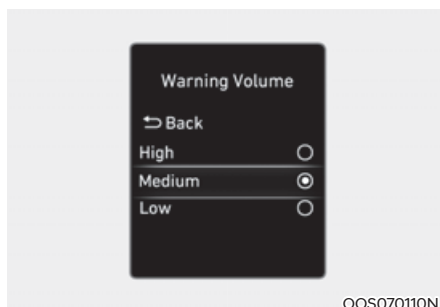 Warning Volume
Back
High
Medium
Low
OOS070110N